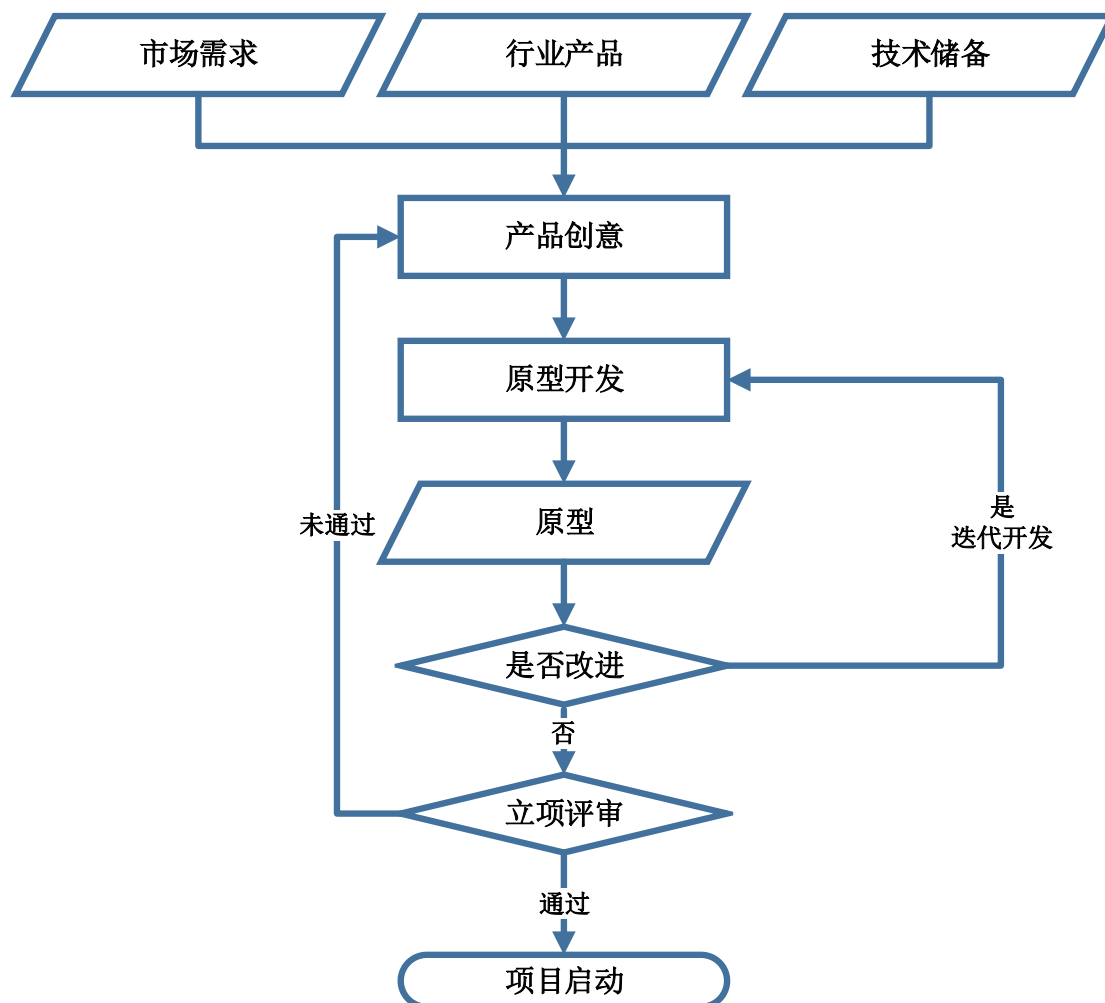 市场需求
行业产品
技术储备
产品创意
原型开发
原型
未通过
是
迭代开发
是否改进
否
立项评审
通过
项目启动